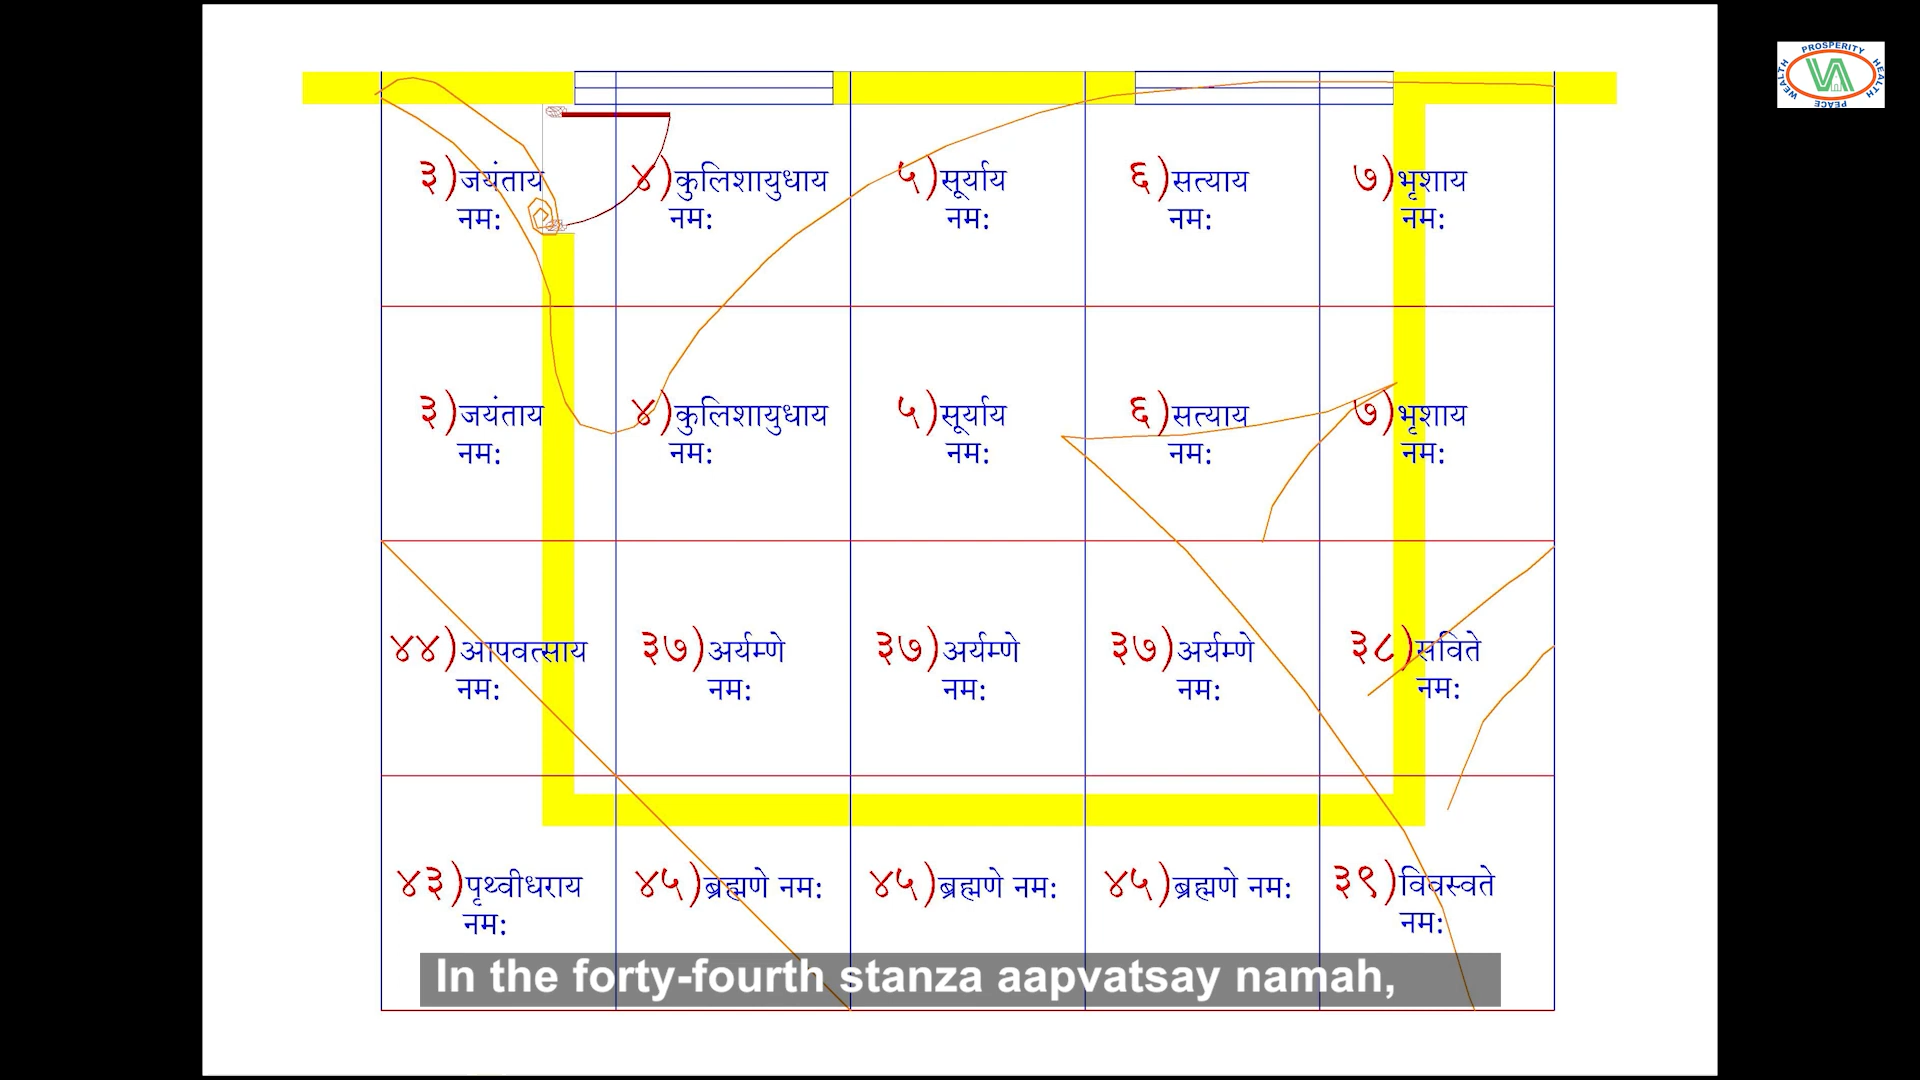 PROSPERITY
WEALTH
HEALTH
PEACE
VA
३)जयंताय
नम:
४)कुलिशायुधाय
नम:
५)सूर्याय
नम:
६)सत्याय
नम:
७)भृशाय
नम:
३)जयंताय
नम:
४)कुलिशायुधाय
नम:
५)सूर्याय
नम:
६)सत्याय
नम:
७)भृशाय
नम:
४४)आपवत्साय
नम:
३७)अर्यम्णे
नम:
३७)अर्यम्णे
नम:
३७)अर्यम्णे
नम:
३८)सविते
नम:
४३)पृथ्वीधराय
नम:
४५)ब्रह्मणे नम:
४५)ब्रह्मणे नम:
४५)ब्रह्मणे नम:
३९)विवस्वते
नम:
In the forty-fourth stanza aapvatsay namah,